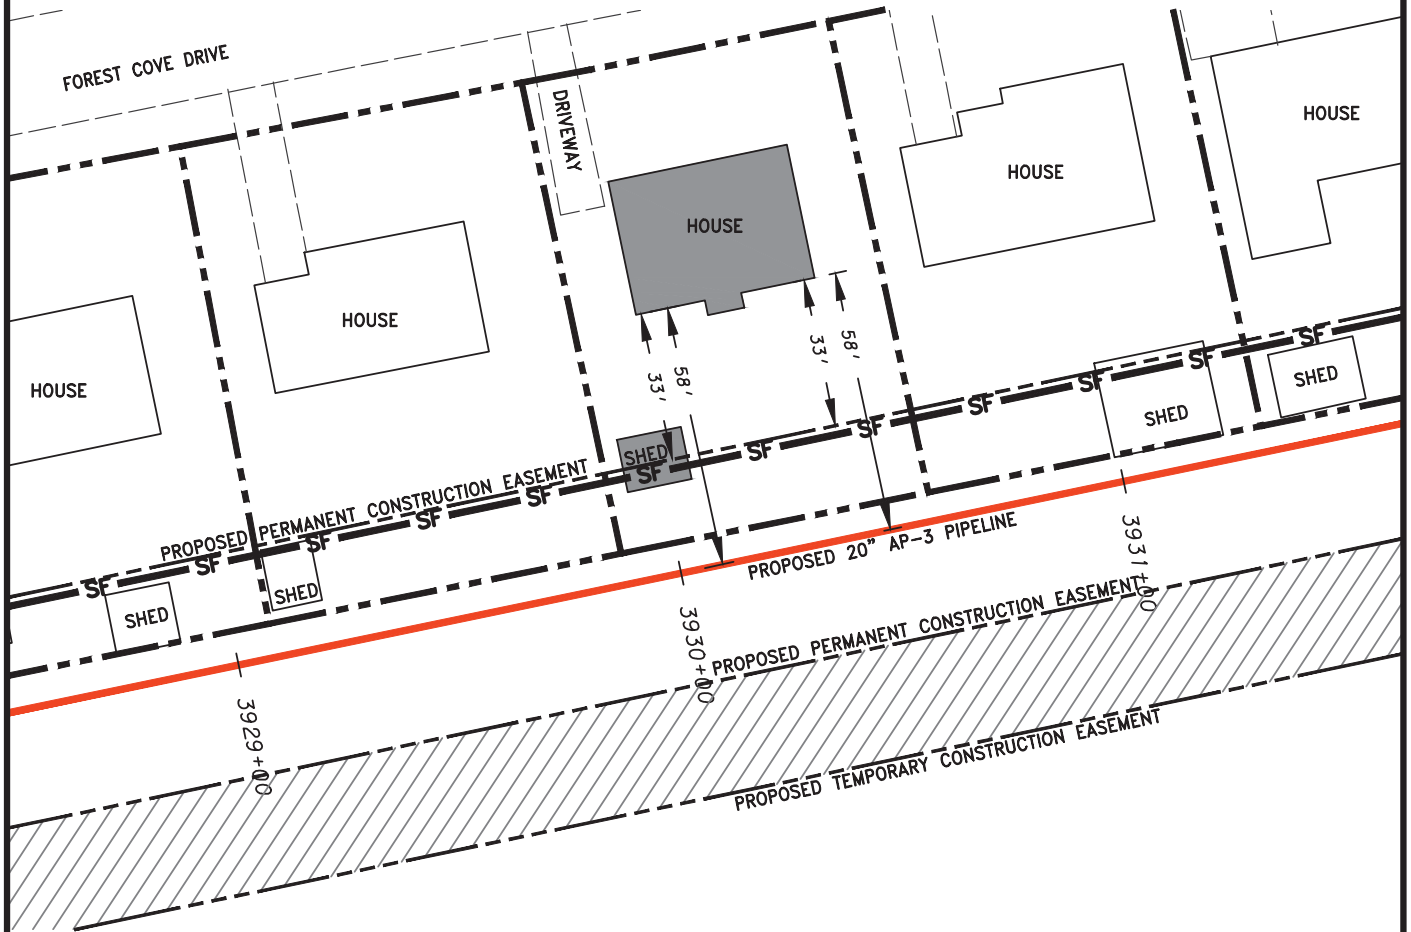 FOREST COVE DRIVE
DRIVEWAY
HOUSE
HOUSE
HOUSE
HOUSE
HOUSE
33'
58'
33'
58'
SF
SF
SF
SF
SF
SF
SF
SF
SF
SF
SF
SF
SHED
SHED
SHED
SHED
SHED
PROPOSED PERMANENT CONSTRUCTION EASEMENT
PROPOSED 20" AP-3 PIPELINE
3929+00
3930+00
3931+00
PROPOSED PERMANENT CONSTRUCTION EASEMENT
PROPOSED TEMPORARY CONSTRUCTION EASEMENT